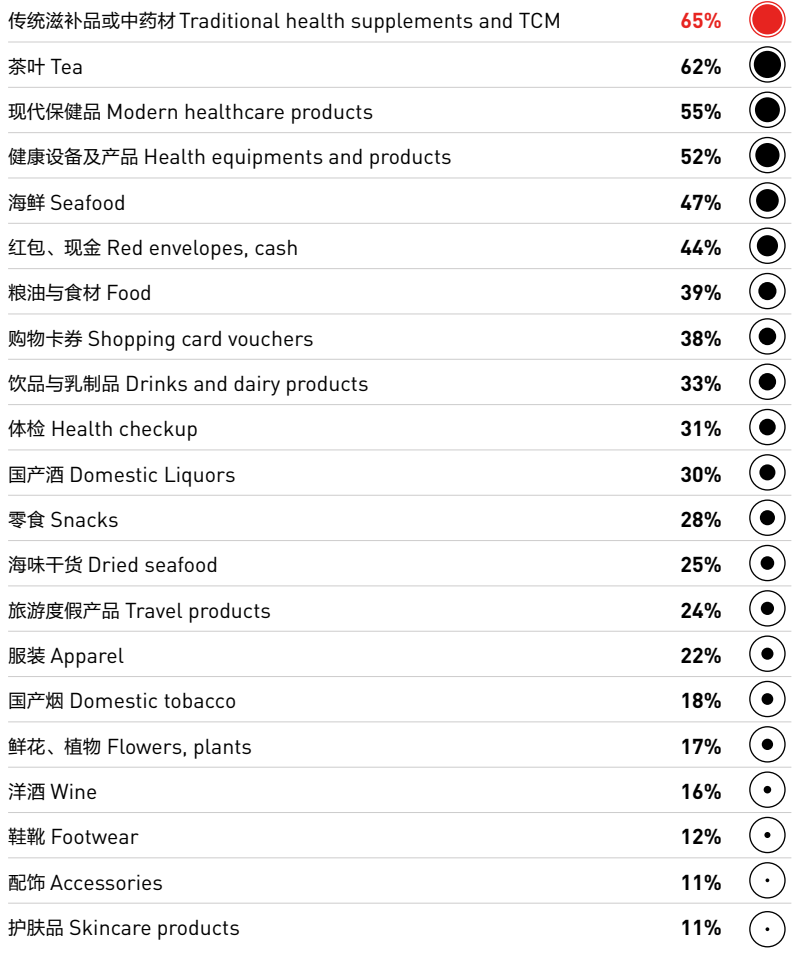 传统滋补品或中药材 Traditional health supplements and TCM 65%
茶叶 Tea 62%
现代保健品 Modern healthcare products 55%
健康设备及产品 Health equipments and products 52%
海鲜 Seafood 47%
红包、现金 Red envelopes, cash 44%
粮油与食材 Food 39%
购物卡券 Shopping card vouchers 38%
饮品与乳制品 Drinks and dairy products 33%
体检 Health checkup 31%
国产酒 Domestic Liquors 30%
零食 Snacks 28%
海味干货 Dried seafood 25%
旅游度假产品 Travel products 24%
服装 Apparel 22%
国产烟 Domestic tobacco 18%
鲜花、植物 Flowers, plants 17%
洋酒 Wine 16%
鞋靴 Footwear 12%
配饰 Accessories 11%
护肤品 Skincare products 11%